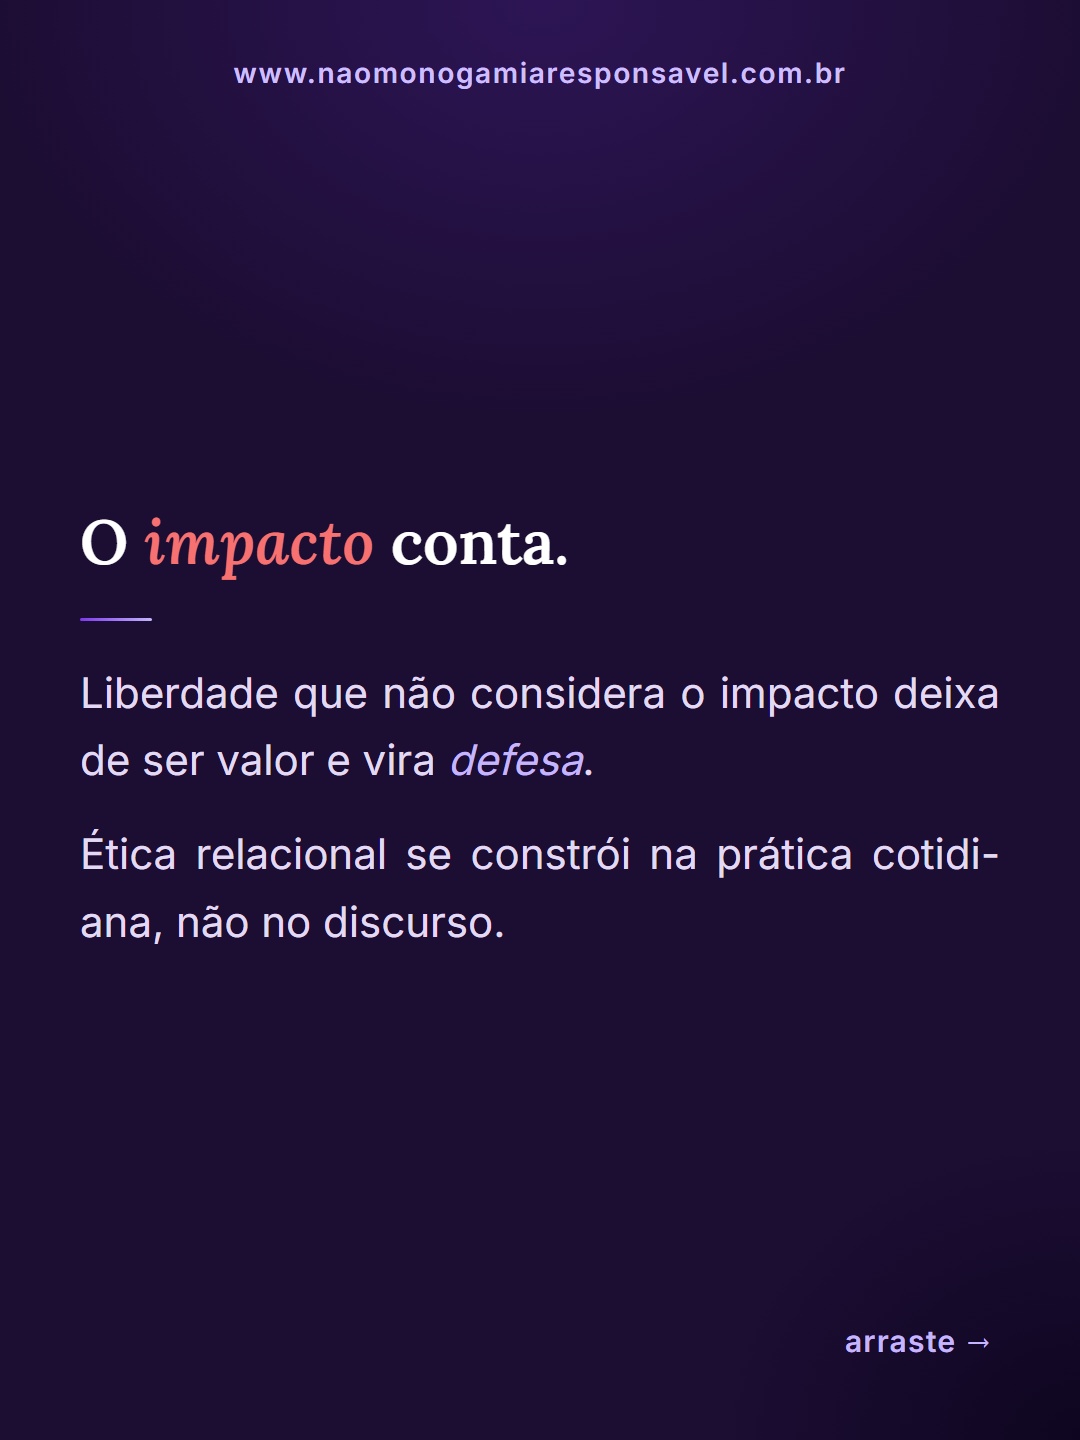 www.naomonogamiaresponsavel.com.br
O impacto conta.
Liberdade que não considera o impacto deixa
de ser valor e vira defesa.
Ética relacional se constrói na prática cotidi-
ana, não no discurso.
arraste →